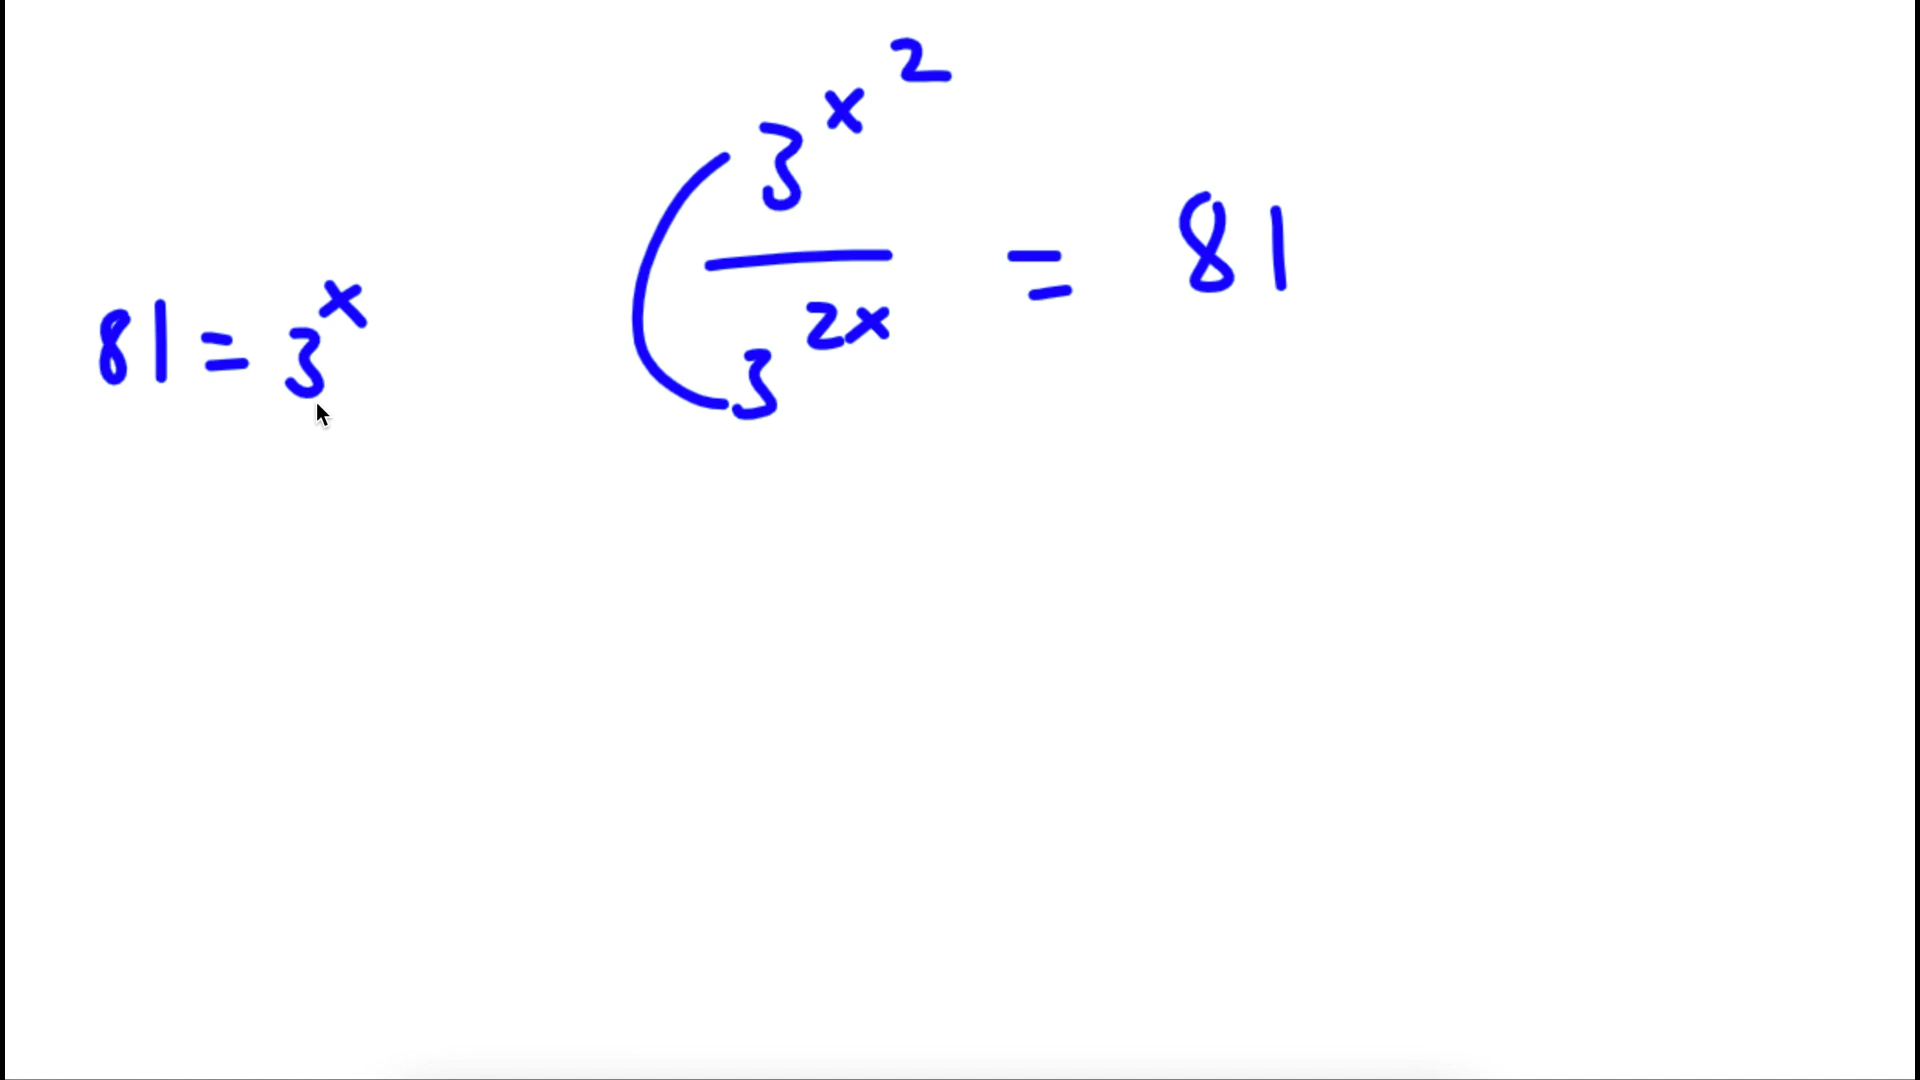 3^{x^2}
/ 3^{2x} = 81
81 = 3^x